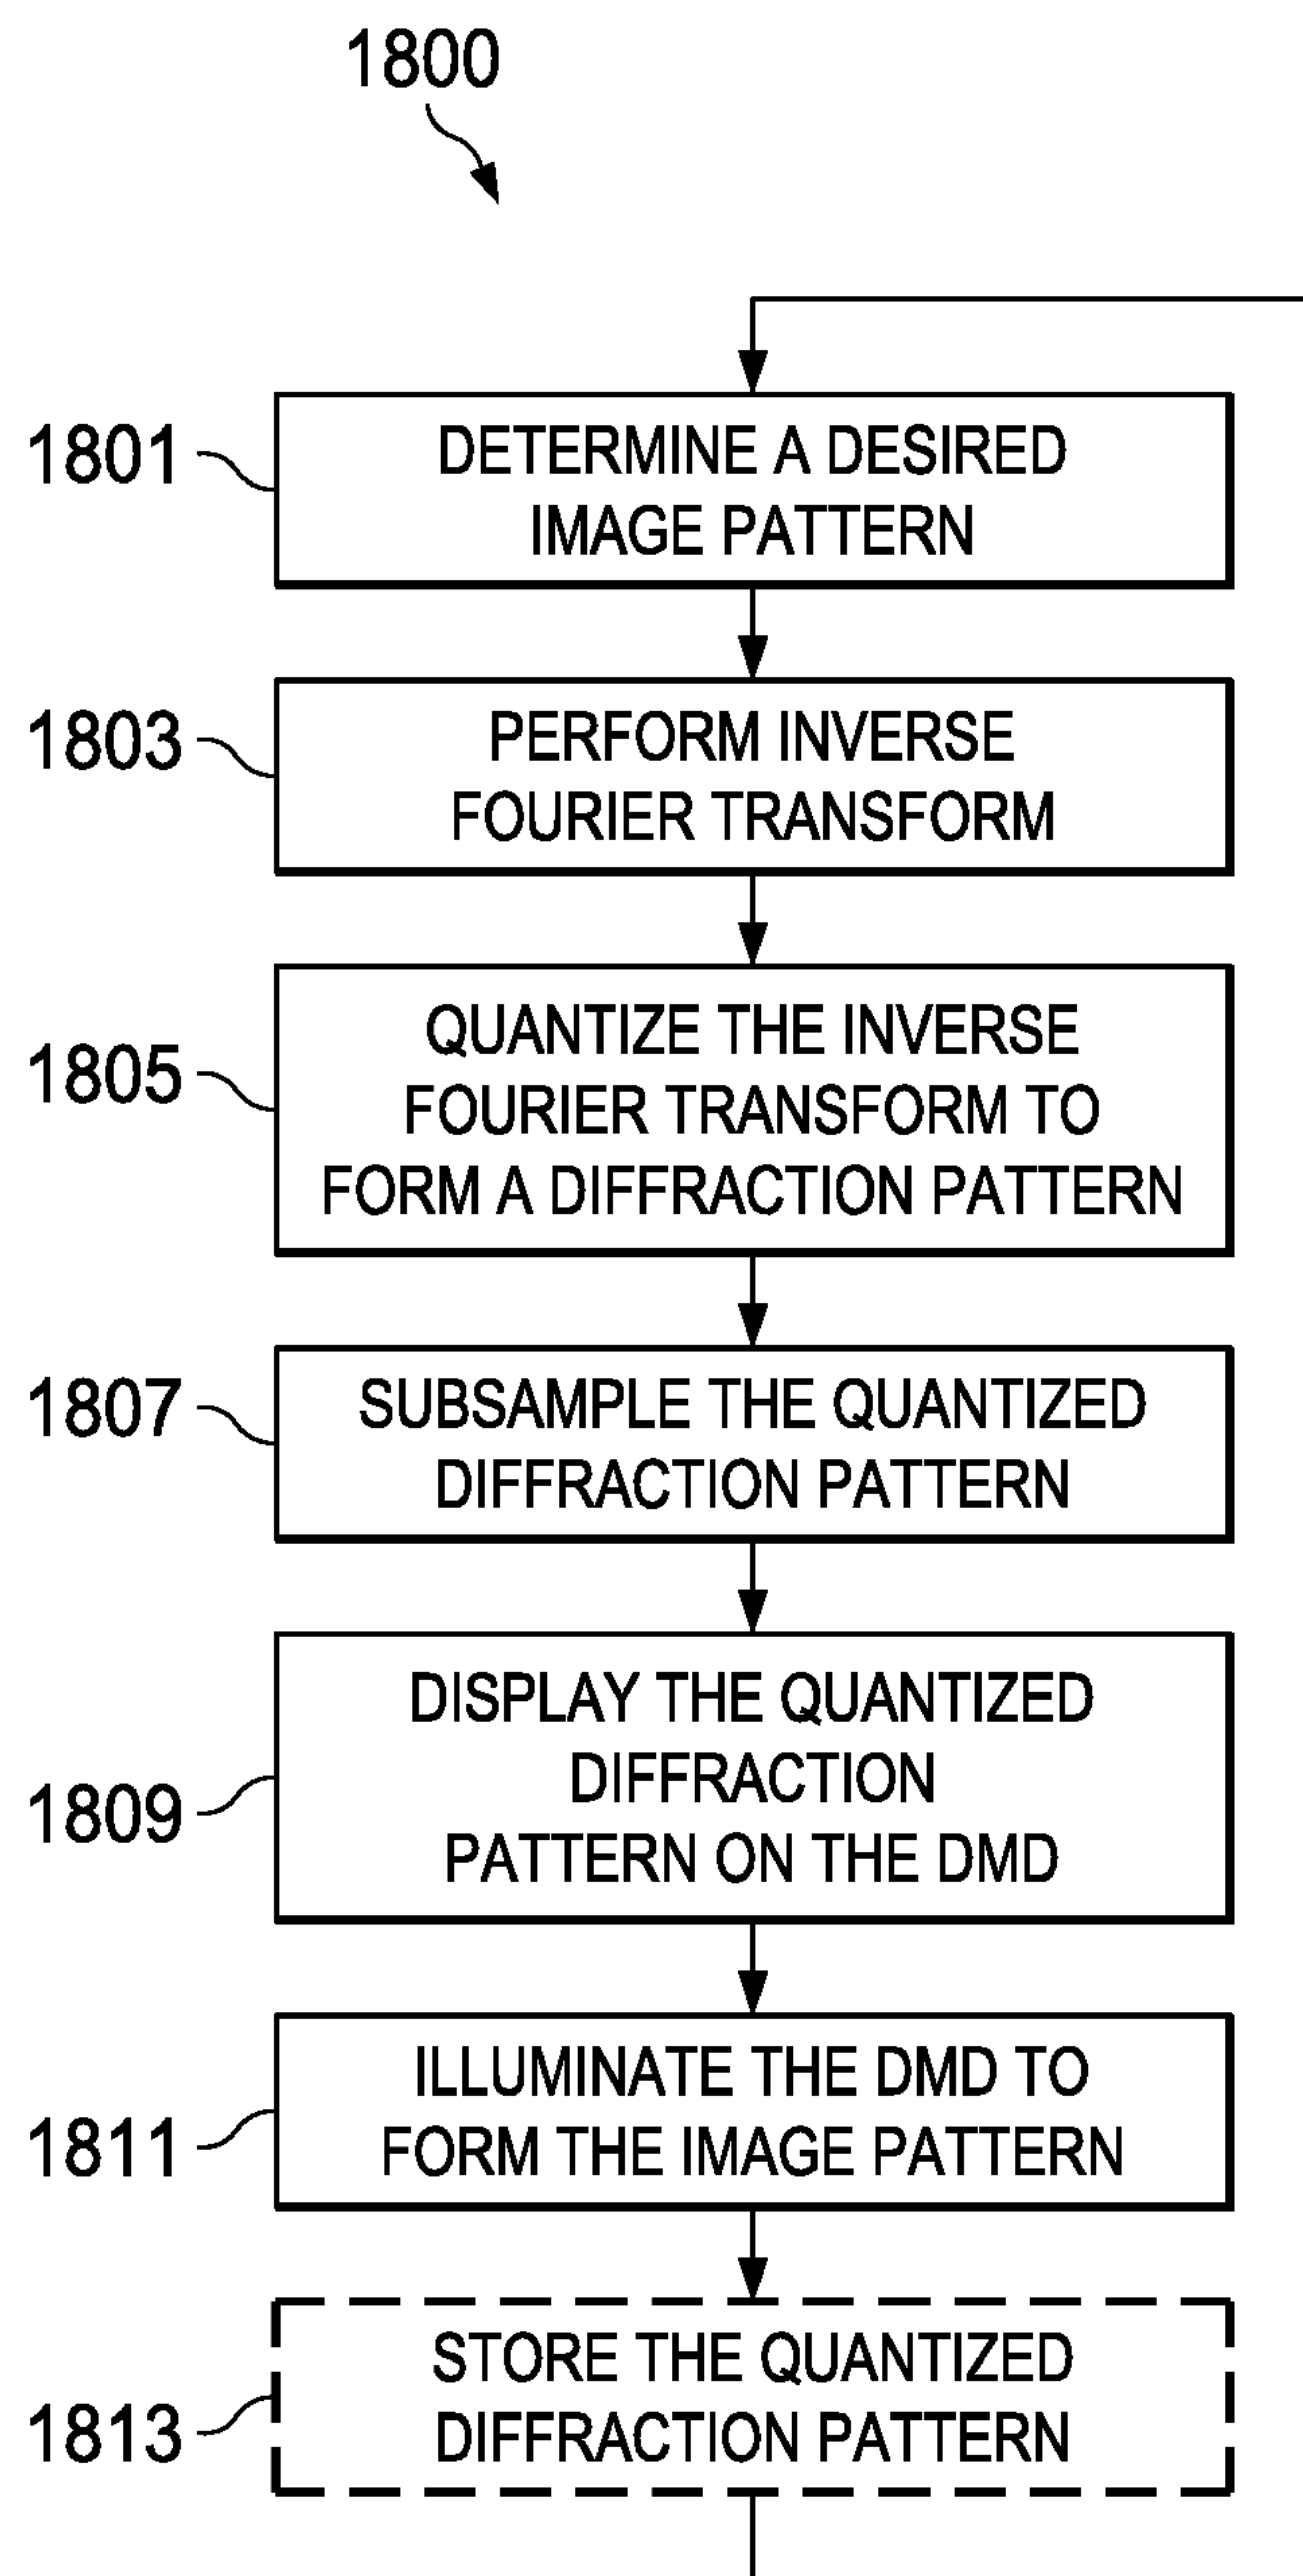 1800
1801
DETERMINE A DESIRED
IMAGE PATTERN
1803
PERFORM INVERSE
FOURIER TRANSFORM
1805
QUANTIZE THE INVERSE
FOURIER TRANSFORM TO
FORM A DIFFRACTION PATTERN
1807
SUBSAMPLE THE QUANTIZED
DIFFRACTION PATTERN
1809
DISPLAY THE QUANTIZED
DIFFRACTION
PATTERN ON THE DMD
1811
ILLUMINATE THE DMD TO
FORM THE IMAGE PATTERN
1813
STORE THE QUANTIZED
DIFFRACTION PATTERN